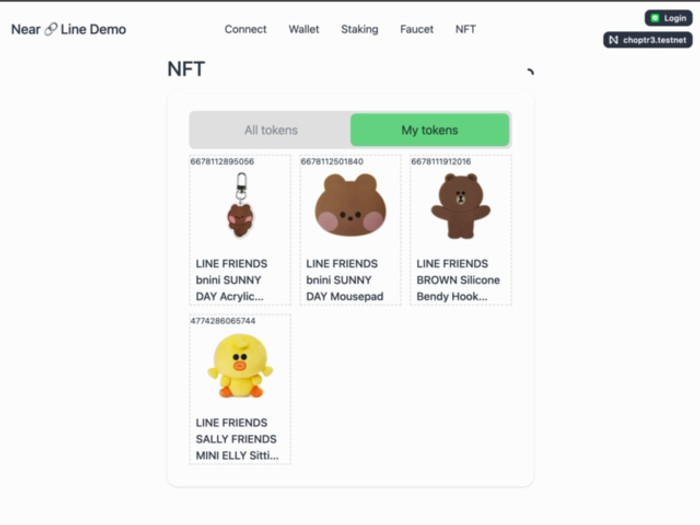 Near 🔗 Line Demo
Connect Wallet Staking Faucet NFT
Login
choptr3.testnet
NFT
All tokens My tokens
6678112895056
LINE FRIENDS
bnini SUNNY
DAY Acrylic...
6678112501840
LINE FRIENDS
bnini SUNNY
DAY Mousepad
6678111912016
LINE FRIENDS
BROWN Silicone
Bendy Hook...
4774286065744
LINE FRIENDS
SALLY FRIENDS
MINI ELLY Sitti...